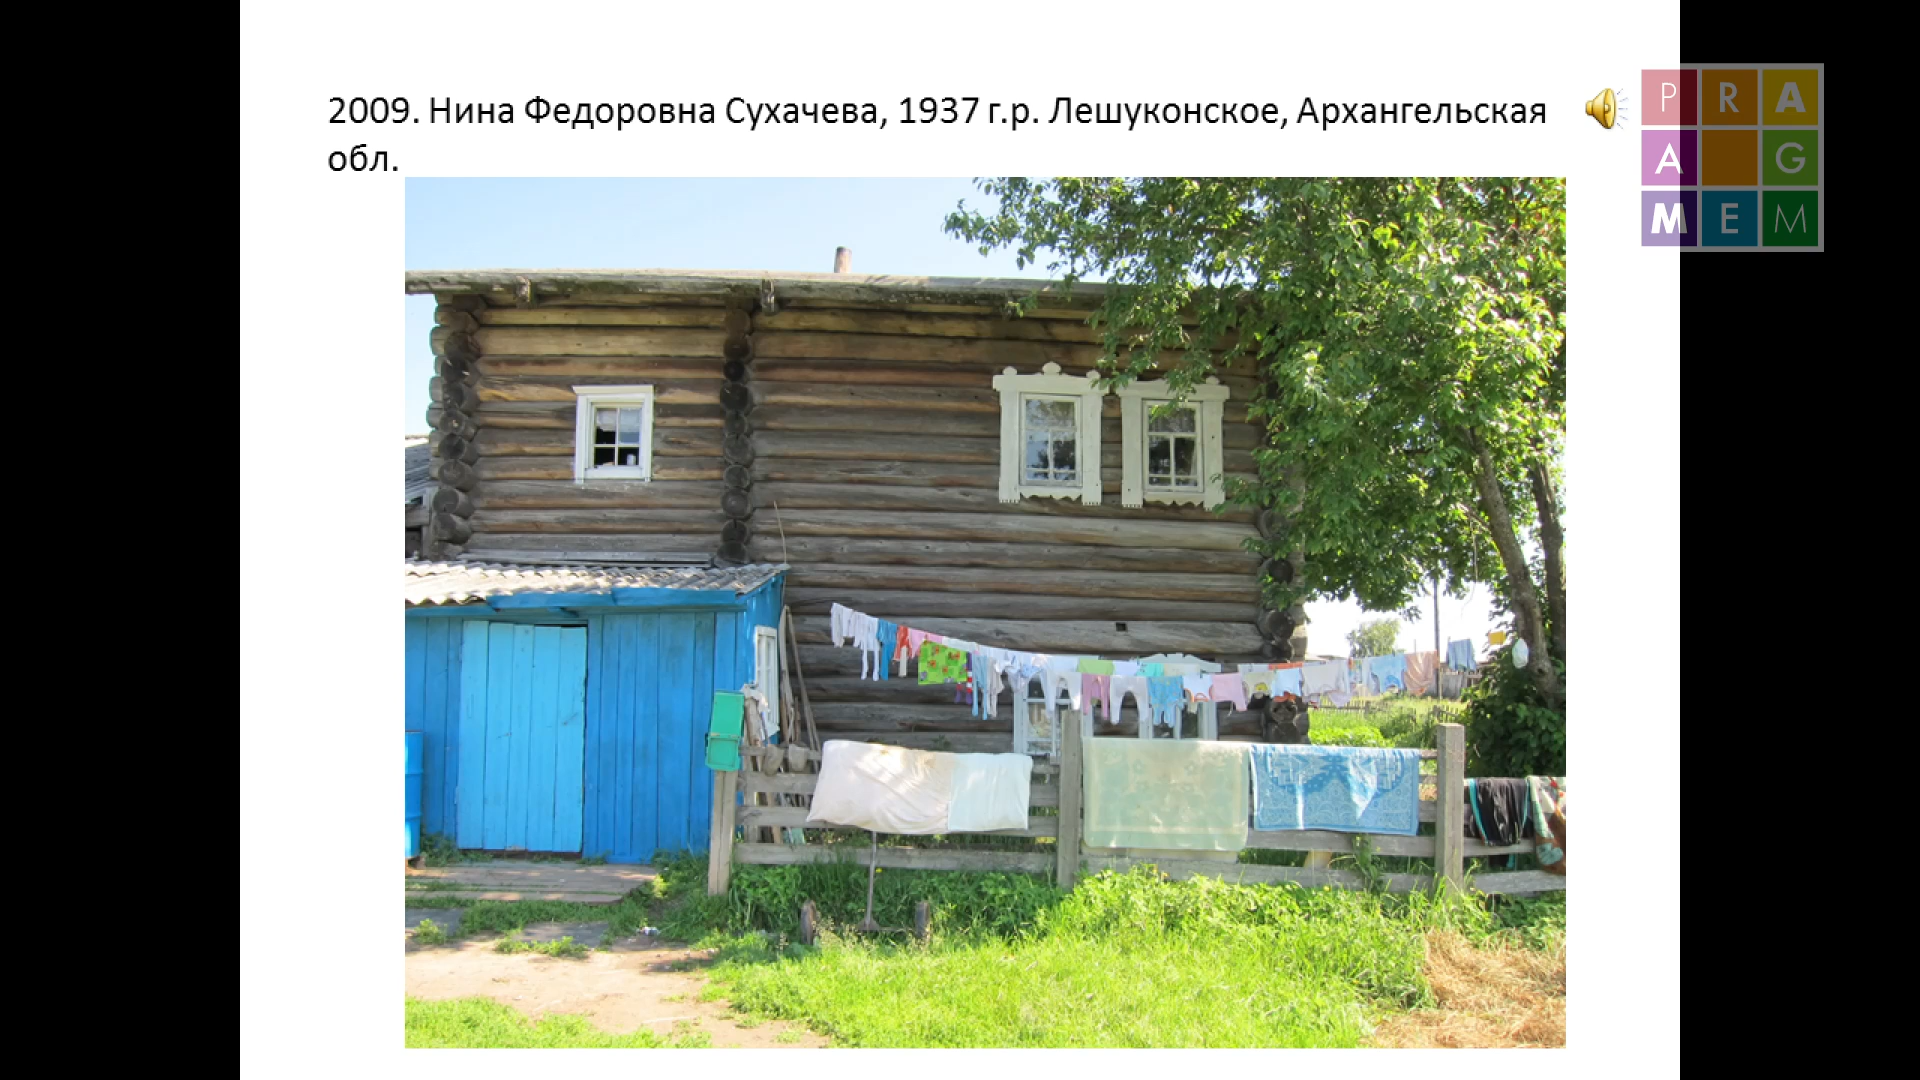 2009. Нина Федоровна Сухачева, 1937 г.р. Лешуконское, Архангельская
обл.
P R A
A G
M E M